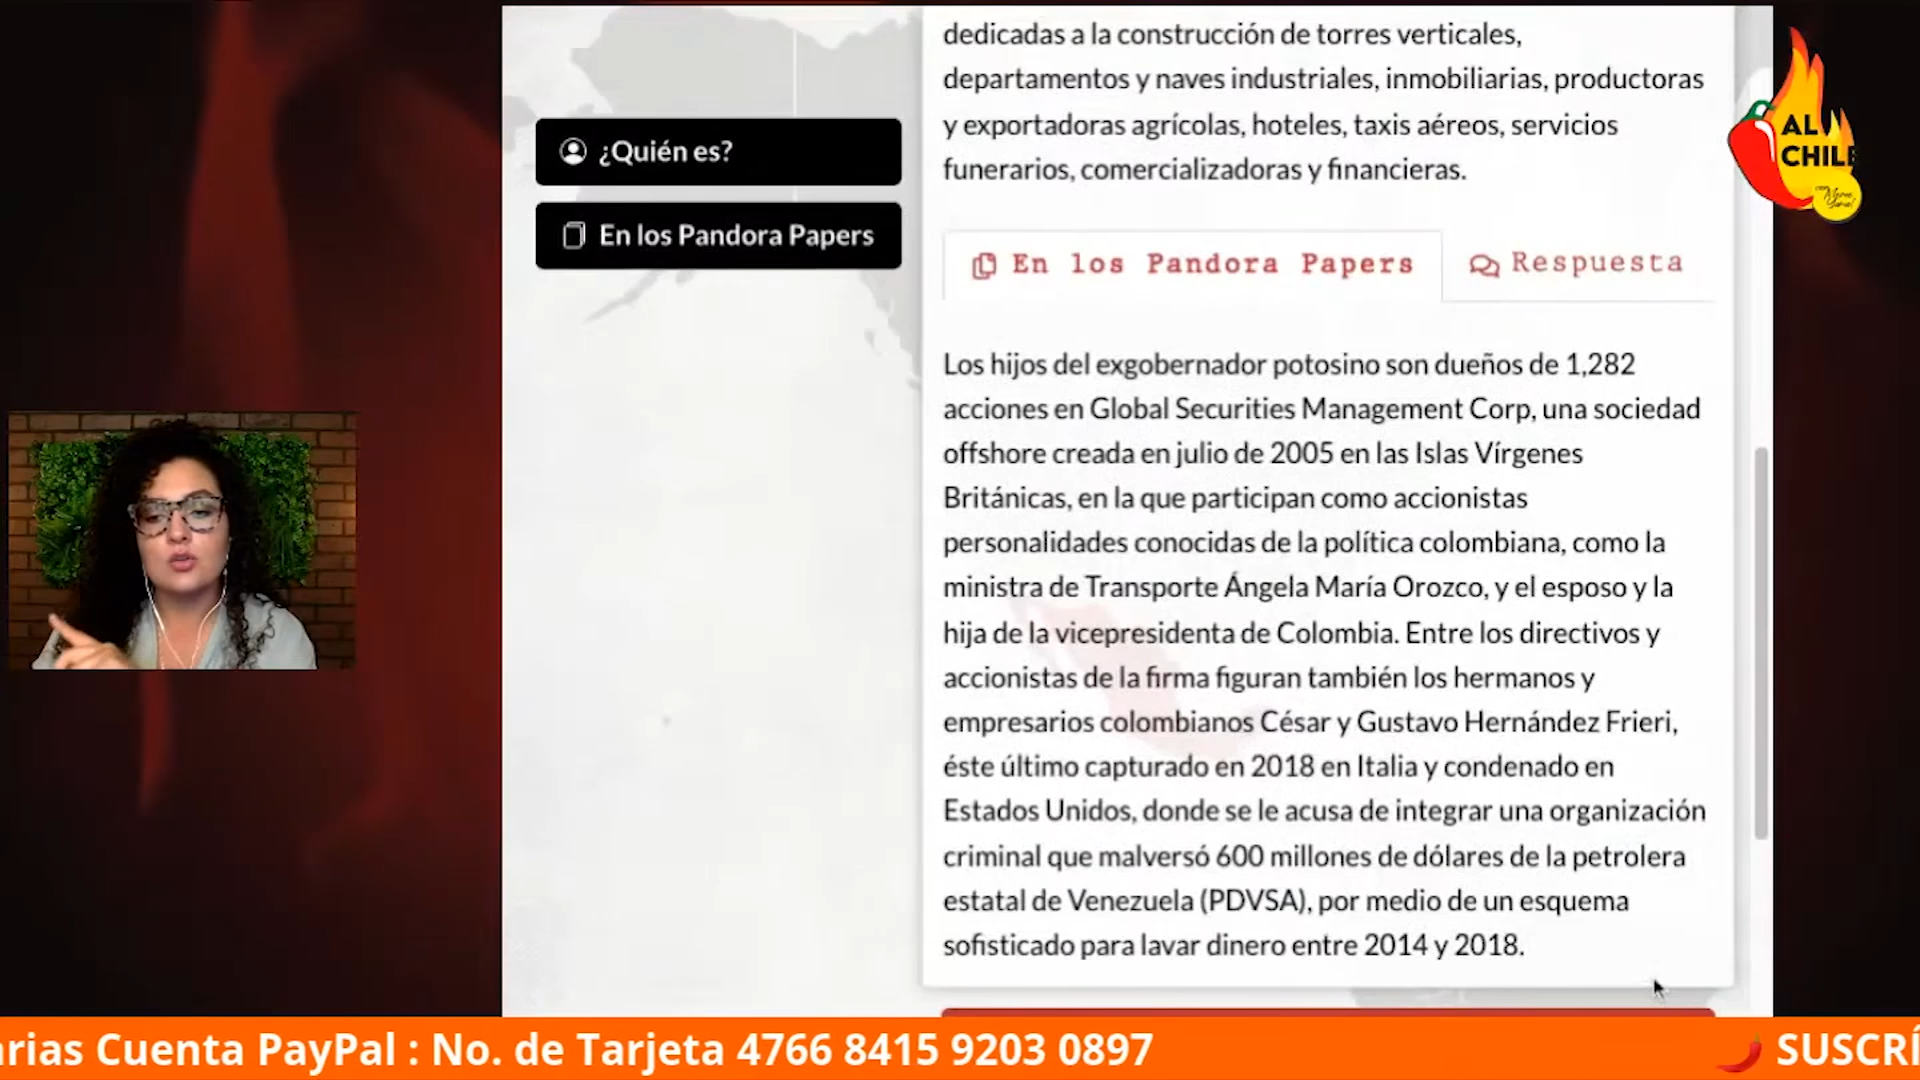 dedicadas a la construcción de torres verticales,
departamentos y naves industriales, inmobiliarias, productoras
y exportadoras agrícolas, hoteles, taxis aéreos, servicios
funerarios, comercializadoras y financieras.
¿Quién es?
En los Pandora Papers
En los Pandora Papers
Respuesta
Los hijos del exgobernador potosino son dueños de 1,282
acciones en Global Securities Management Corp, una sociedad
offshore creada en julio de 2005 en las Islas Vírgenes
Británicas, en la que participan como accionistas
personalidades conocidas de la política colombiana, como la
ministra de Transporte Ángela María Orozco, y el esposo y la
hija de la vicepresidenta de Colombia. Entre los directivos y
accionistas de la firma figuran también los hermanos y
empresarios colombianos César y Gustavo Hernández Frieri,
éste último capturado en 2018 en Italia y condenado en
Estados Unidos, donde se le acusa de integrar una organización
criminal que malversó 600 millones de dólares de la petrolera
estatal de Venezuela (PDVSA), por medio de un esquema
sofisticado para lavar dinero entre 2014 y 2018.
AL
CHILE
arias Cuenta PayPal : No. de Tarjeta 4766 8415 9203 0897
SUSCRÍ